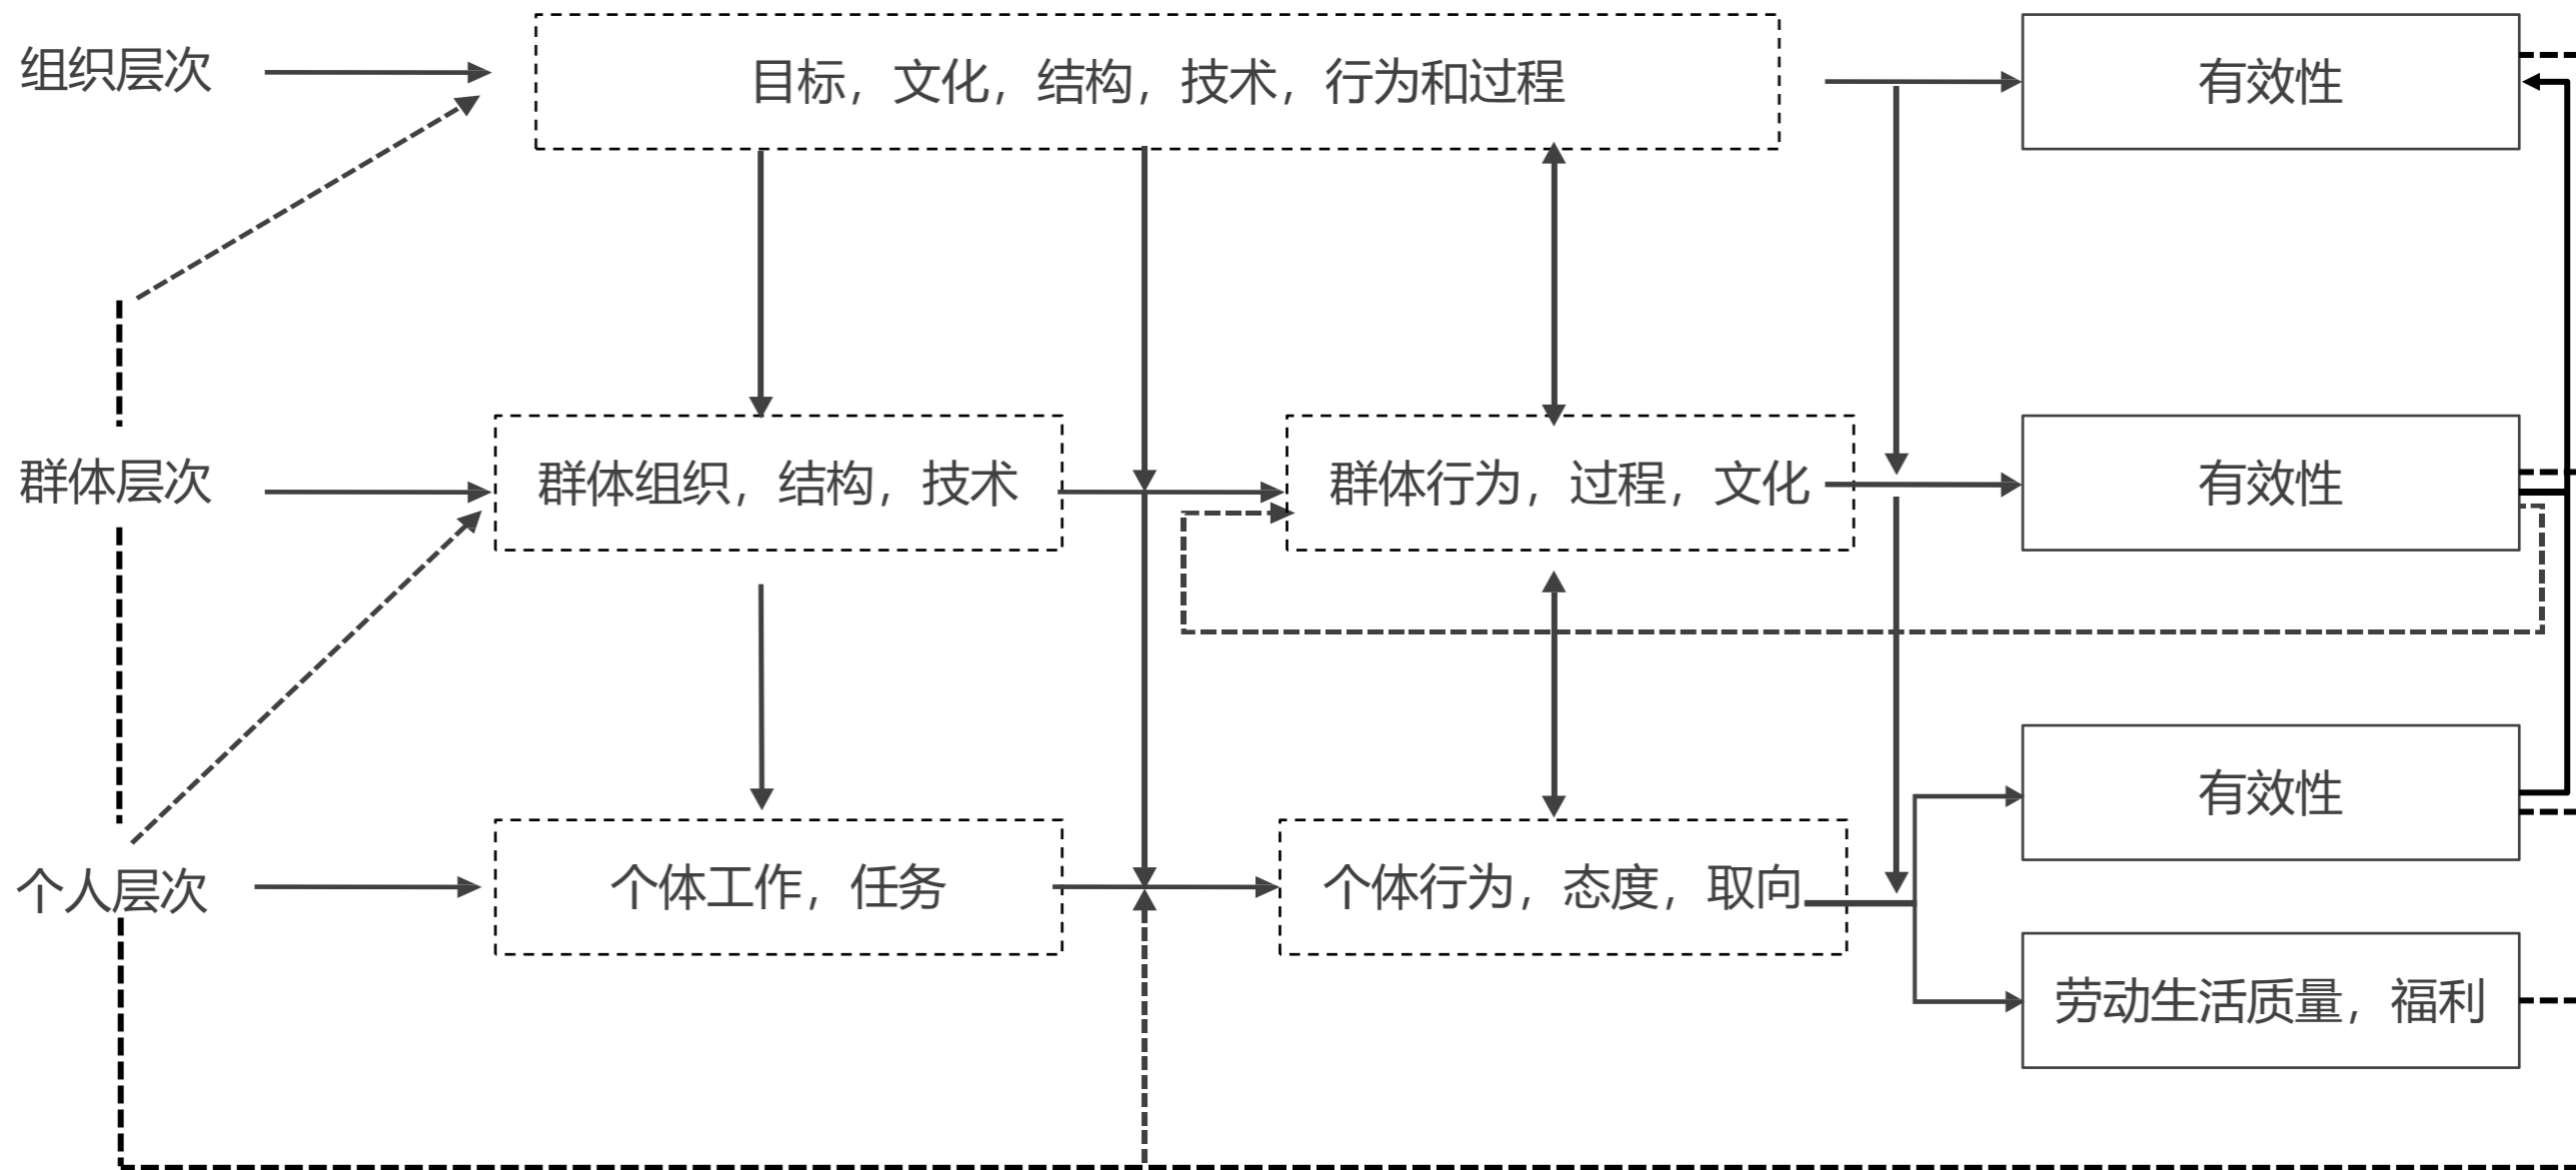 组织层次
目标，文化，结构，技术，行为和过程
有效性
群体层次
群体组织，结构，技术
群体行为，过程，文化
有效性
有效性
个人层次
个体工作，任务
个体行为，态度，取向
劳动生活质量，福利